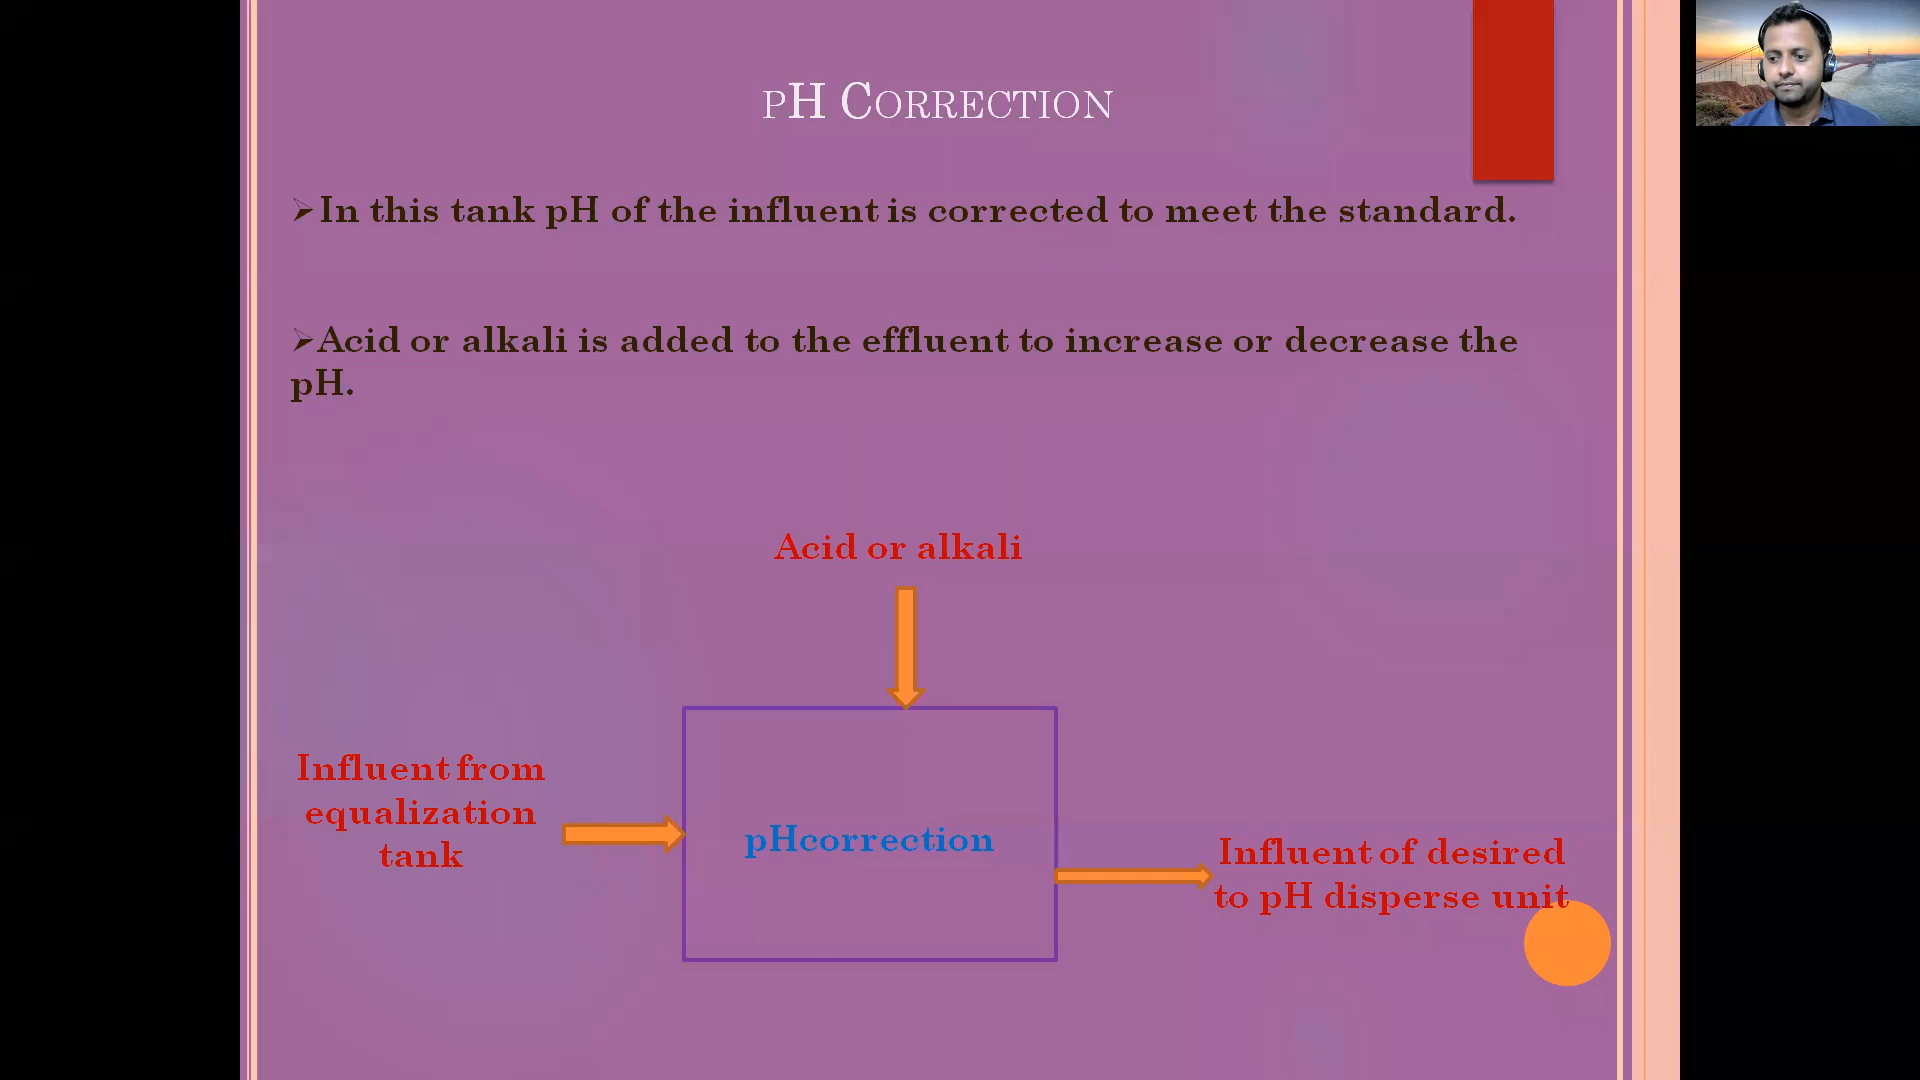 pH Correction
➢In this tank pH of the influent is corrected to meet the standard.
➢Acid or alkali is added to the effluent to increase or decrease the
pH.
Acid or alkali
Influent from
equalization
tank
pHcorrection
Influent of desired
to pH disperse unit